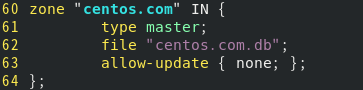 60 zone "centos.com" IN {
61         type master;
62         file "centos.com.db";
63         allow-update { none; };
64 };